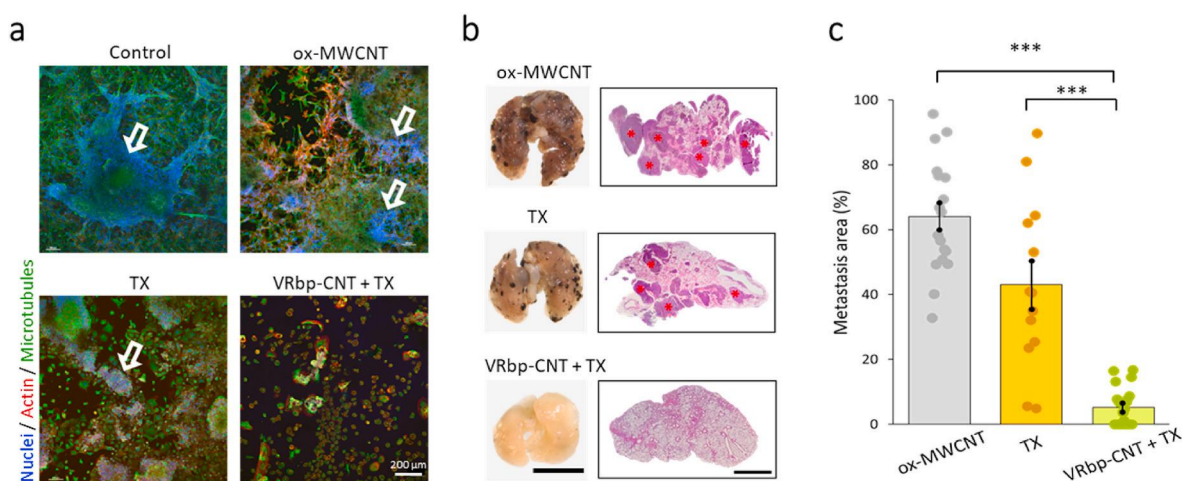 a
Control
ox-MWCNT
TX
VRbp-CNT + TX
Nuclei / Actin / Microtubules
200 µm
b
ox-MWCNT
TX
VRbp-CNT + TX
c
***
***
Metastasis area (%)
100
80
60
40
20
0
ox-MWCNT
TX
VRbp-CNT + TX